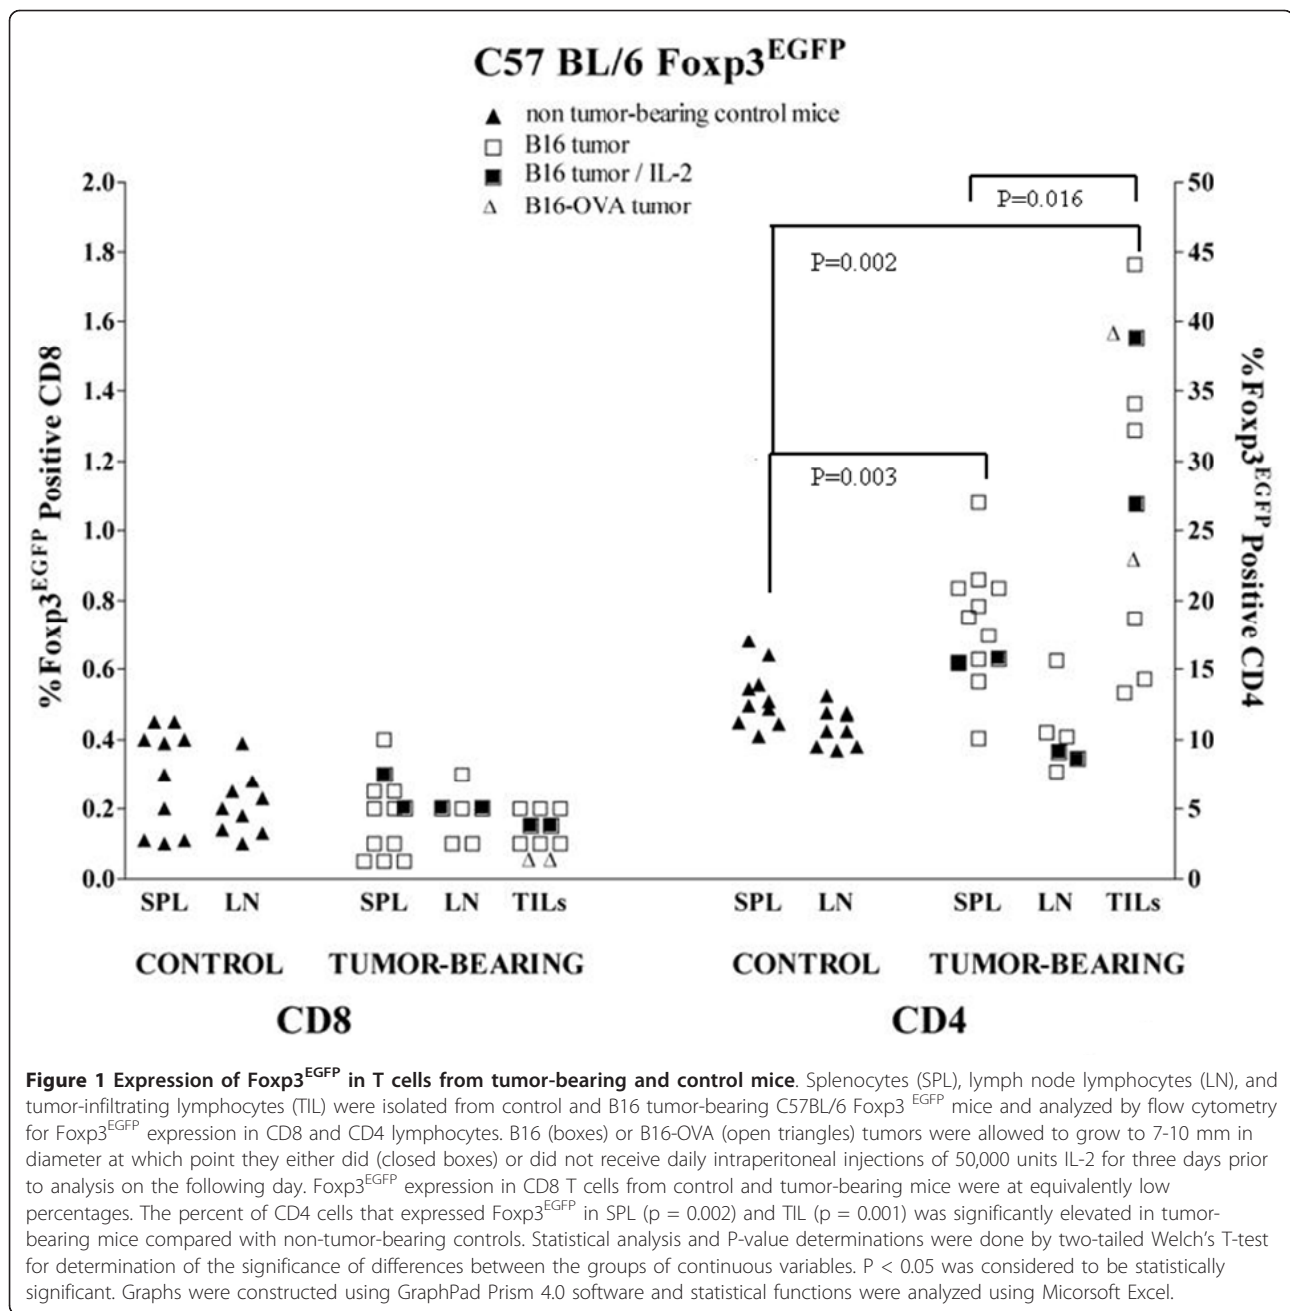 C57 BL/6 Foxp3EGFP
non tumor-bearing control mice
B16 tumor
B16 tumor / IL-2
B16-OVA tumor
%Foxp3EGFP Positive CD8
2.0
1.8
1.6
1.4
1.2
1.0
0.8
0.6
0.4
0.2
0.0
P=0.016
P=0.002
P=0.003
50
45
40
35
30
25
20
15
10
5
0
%Foxp3EGFP Positive CD4
SPL LN SPL LN TILs SPL LN SPL LN TILs
CONTROL TUMOR-BEARING CONTROL TUMOR-BEARING
CD8 CD4
Figure 1 Expression of Foxp3EGFP in T cells from tumor-bearing and control mice. Splenocytes (SPL), lymph node lymphocytes (LN), and
tumor-infiltrating lymphocytes (TIL) were isolated from control and B16 tumor-bearing C57BL/6 Foxp3 EGFP mice and analyzed by flow cytometry
for Foxp3EGFP expression in CD8 and CD4 lymphocytes. B16 (boxes) or B16-OVA (open triangles) tumors were allowed to grow to 7-10 mm in
diameter at which point they either did (closed boxes) or did not receive daily intraperitoneal injections of 50,000 units IL-2 for three days prior
to analysis on the following day. Foxp3EGFP expression in CD8 T cells from control and tumor-bearing mice were at equivalently low
percentages. The percent of CD4 cells that expressed Foxp3EGFP in SPL (p = 0.002) and TIL (p = 0.001) was significantly elevated in tumor-
bearing mice compared with non-tumor-bearing controls. Statistical analysis and P-value determinations were done by two-tailed Welch's T-test
for determination of the significance of differences between the groups of continuous variables. P < 0.05 was considered to be statistically
significant. Graphs were constructed using GraphPad Prism 4.0 software and statistical functions were analyzed using Micorsoft Excel.